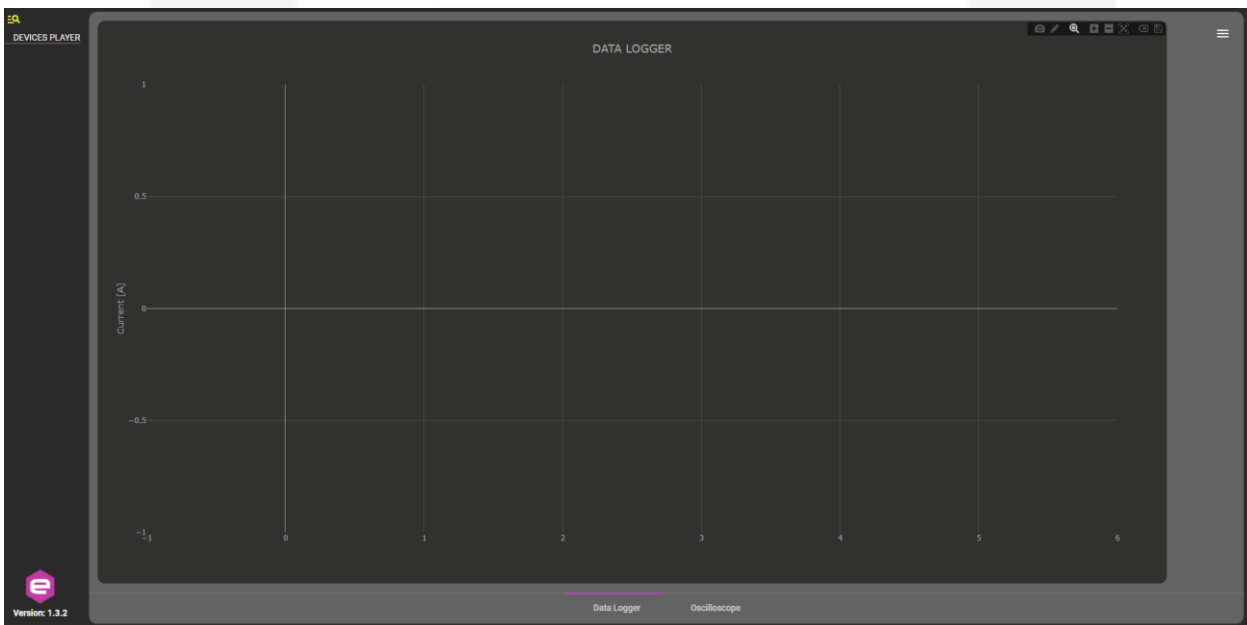 DEVICES PLAYER
DATA LOGGER
1
0.5
0
−0.5
−1
Current [A]
−1 0 1 2 3 4 5 6
e
Version: 1.3.2
Data Logger Oscilloscope